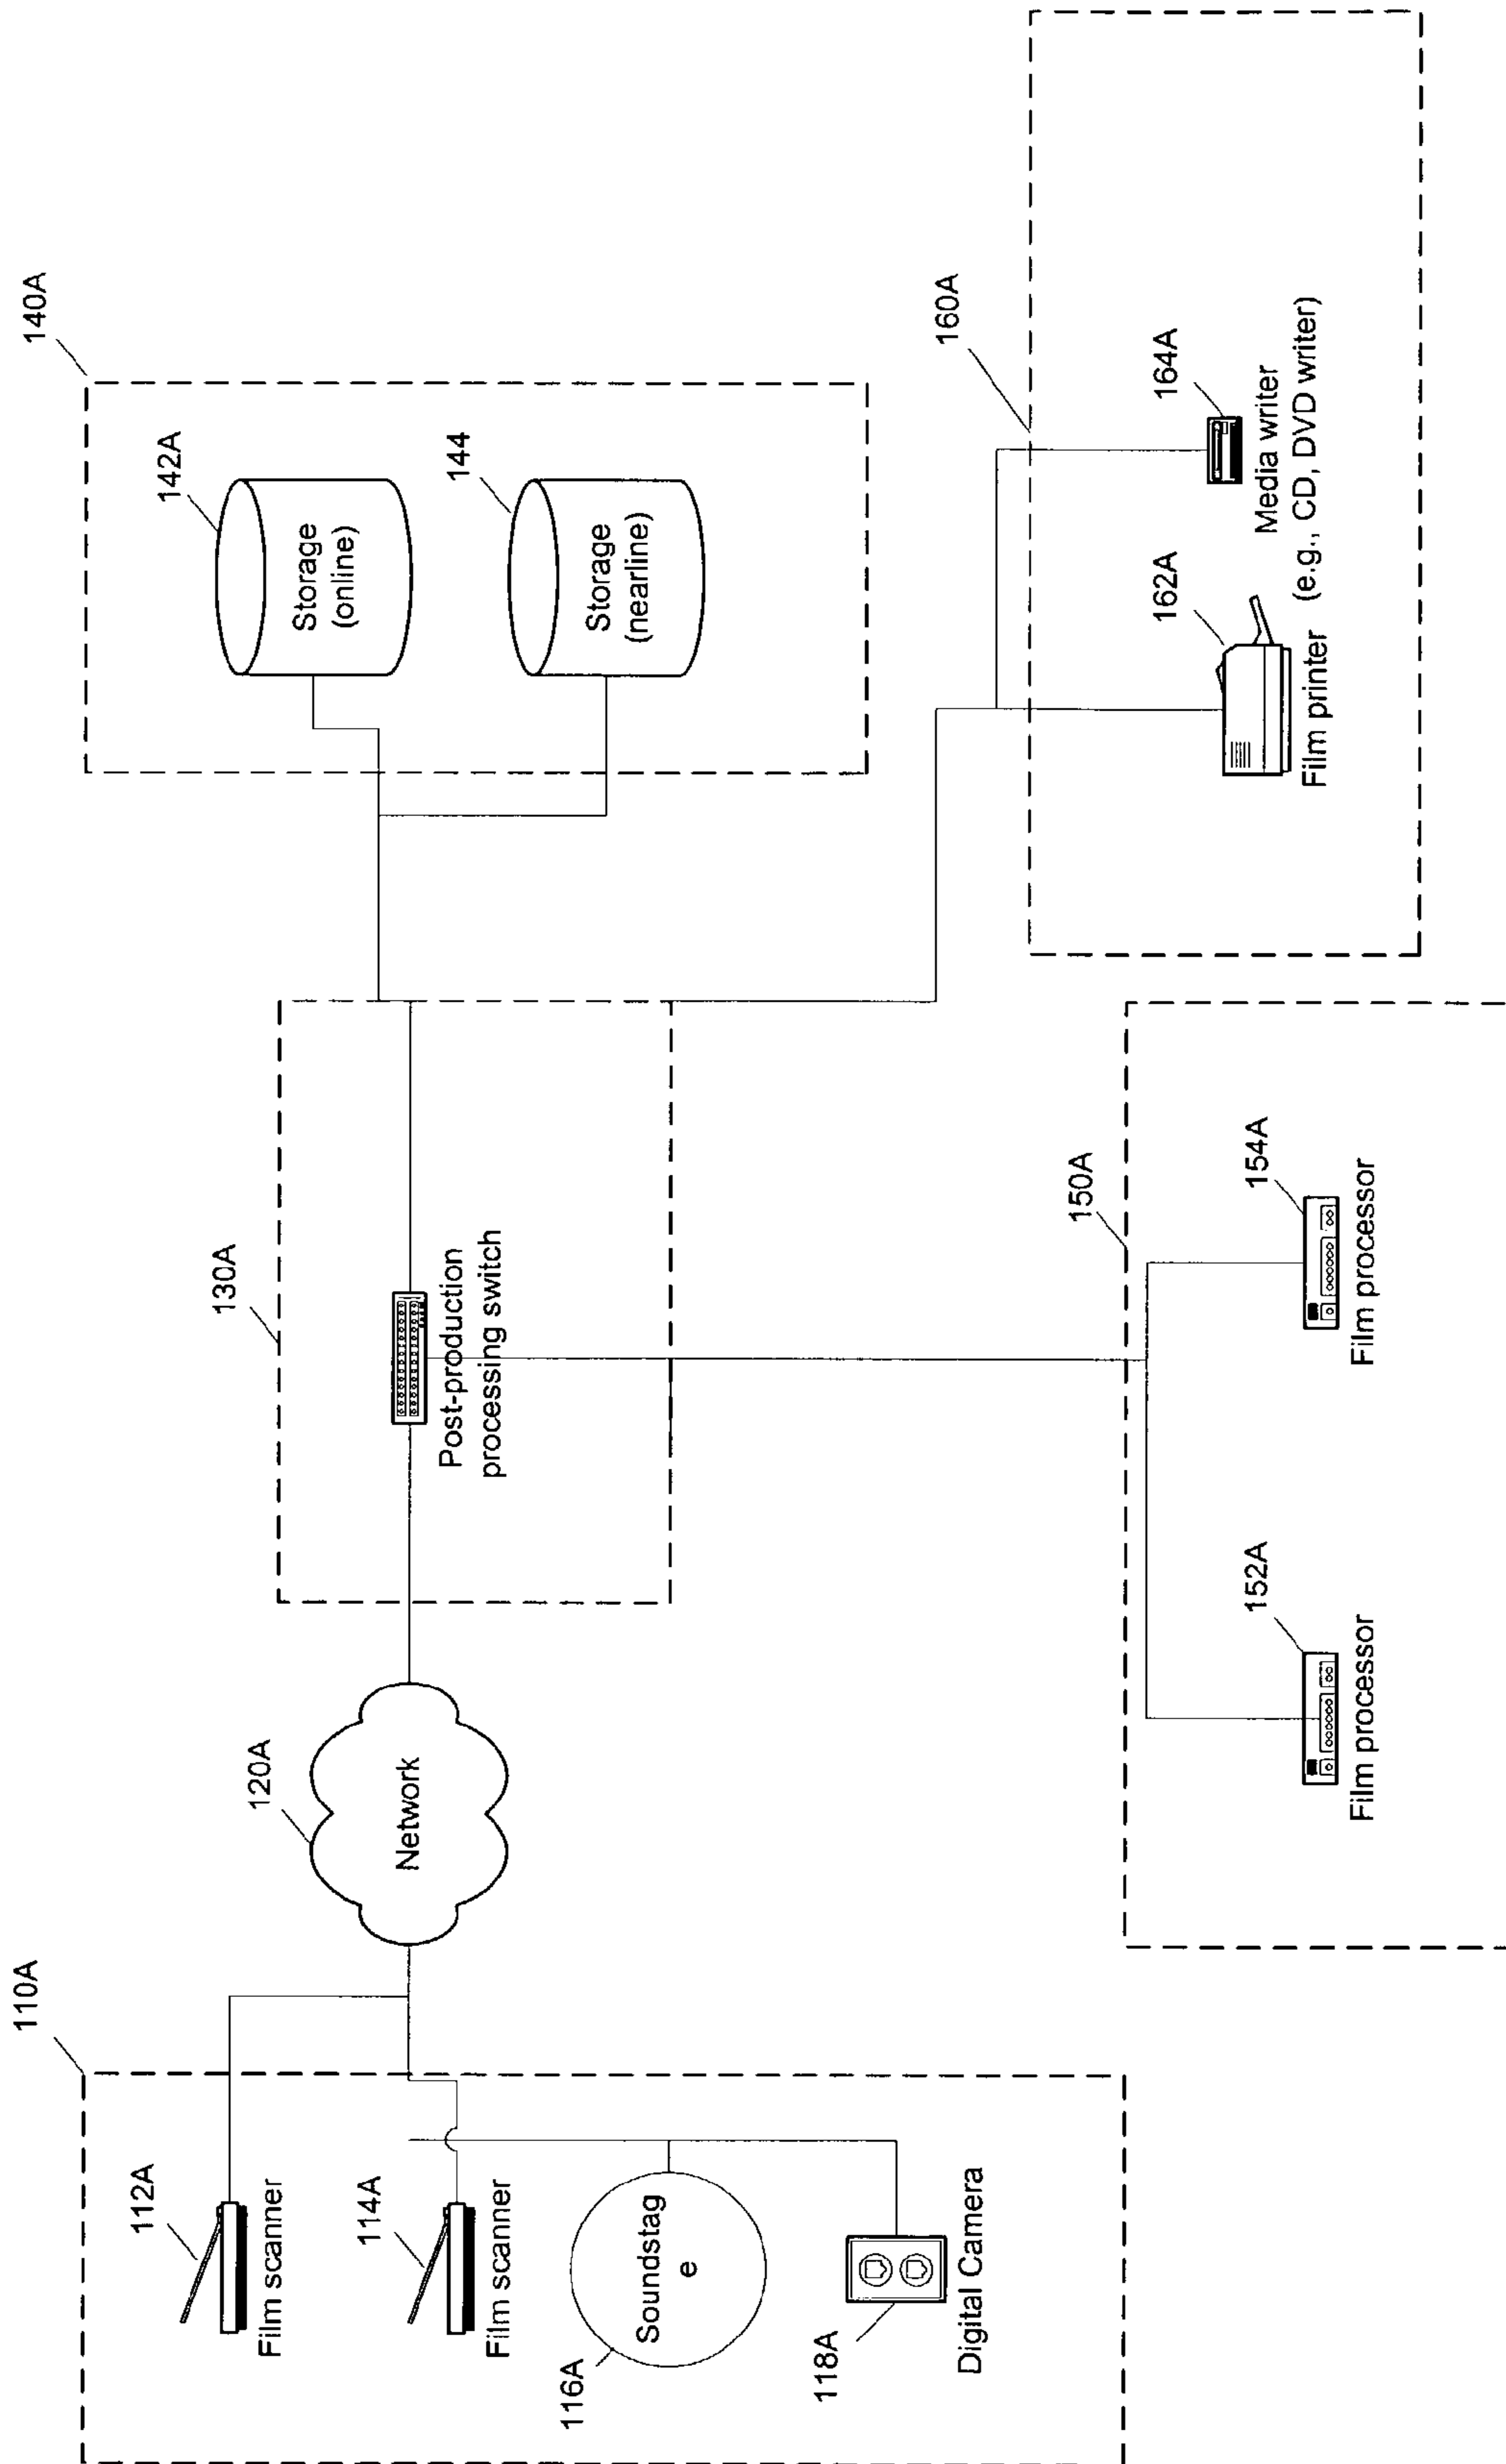 110A
112A
Film scanner
114A
Film scanner
116A
Soundstag
e
118A
Digital Camera
120A
Network
130A
Post-production
processing switch
140A
142A
Storage
(online)
144
Storage
(nearline)
150A
152A
Film processor
154A
Film processor
160A
162A
Film printer
164A
Media writer
(e.g., CD, DVD writer)